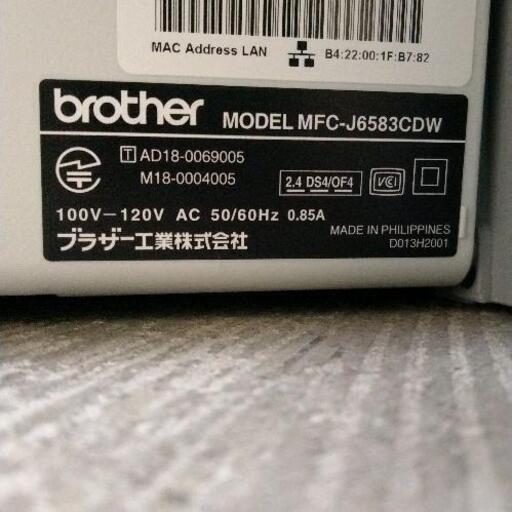 MAC Address LAN B4:22:00:1F:B7:82
brother MODEL MFC-J6583CDW
T AD18-0069005
M18-0004005
2.4 DS4/OF4 VCI
100V－120V AC 50/60Hz 0.85A
ブラザー工業株式会社
MADE IN PHILIPPINES
D013H2001